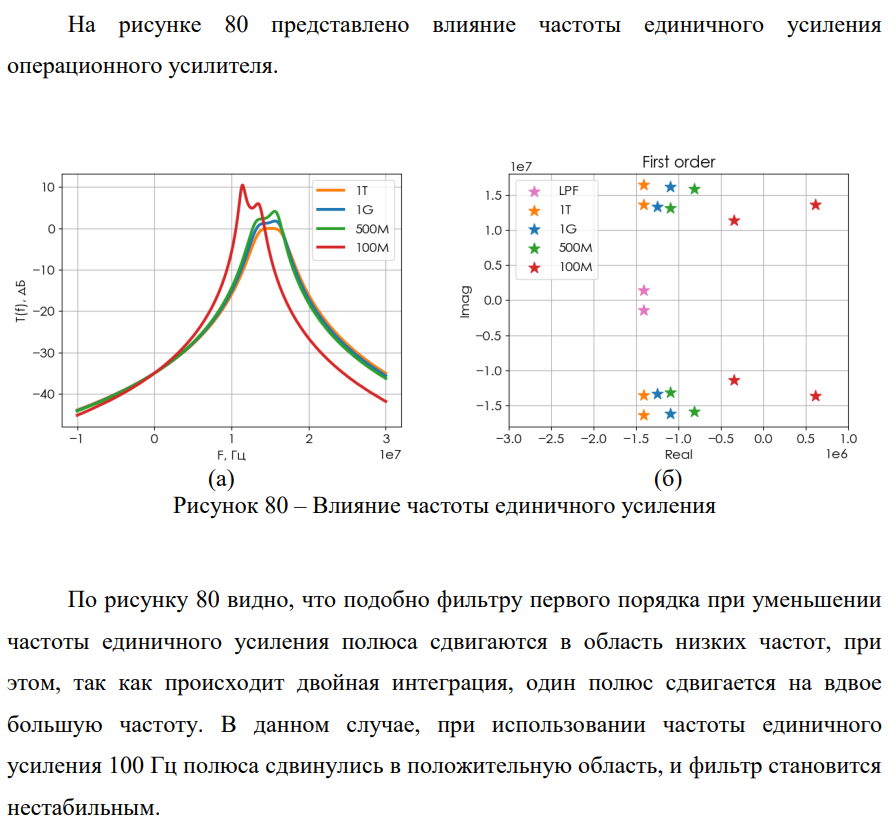 На рисунке 80 представлено влияние частоты единичного усиления
операционного усилителя.
1T
1G
500M
100M
10
0
−10
−20
−30
−40
T(f), дБ
−1
0
1
2
3
1e7
F, Гц
(а)
First order
1e7
LPF
1T
1G
500M
100M
1.5
1.0
0.5
0.0
−0.5
−1.0
−1.5
Imag
−3.0
−2.5
−2.0
−1.5
−1.0
−0.5
0.0
0.5
1.0
1e6
Real
(б)
Рисунок 80 – Влияние частоты единичного усиления
По рисунку 80 видно, что подобно фильтру первого порядка при уменьшении
частоты единичного усиления полюса сдвигаются в область низких частот, при
этом, так как происходит двойная интеграция, один полюс сдвигается на вдвое
большую частоту. В данном случае, при использовании частоты единичного
усиления 100 Гц полюса сдвинулись в положительную область, и фильтр становится
нестабильным.